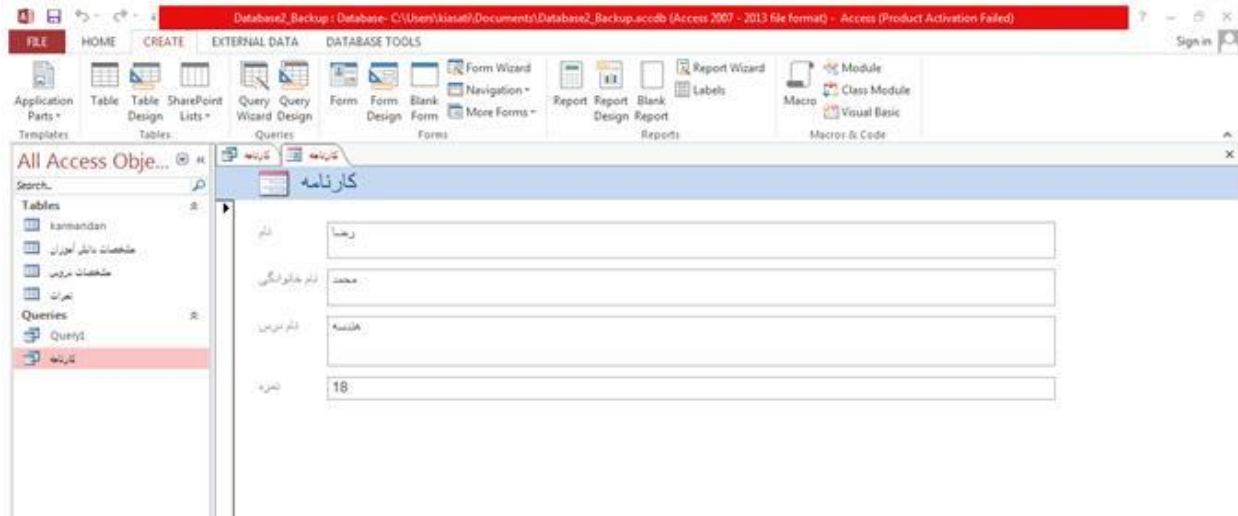 Database2_Backup : Database- C:\Users\kiasati\Documents\Database2_Backup.accdb (Access 2007 - 2013 file format) - Access (Product Activation Failed)
FILE HOME CREATE EXTERNAL DATA DATABASE TOOLS Sign in
Application Parts Table Table Design SharePoint Lists Query Wizard Query Design Form Form Design Blank Form Form Wizard Navigation More Forms Report Report Design Blank Report Report Wizard Labels Macro Module Class Module Visual Basic
Templates Tables Queries Forms Reports Macros & Code
All Access Obje...
کارنامه کارنامه
Search...
کارنامه
Tables
karmandan
مشخصات دانش آموزان
مشخصات دروس
نمرات
Queries
Query1
کارنامه
نام رضا
نام خانوادگی محمد
نام درس هندسه
نمره 18